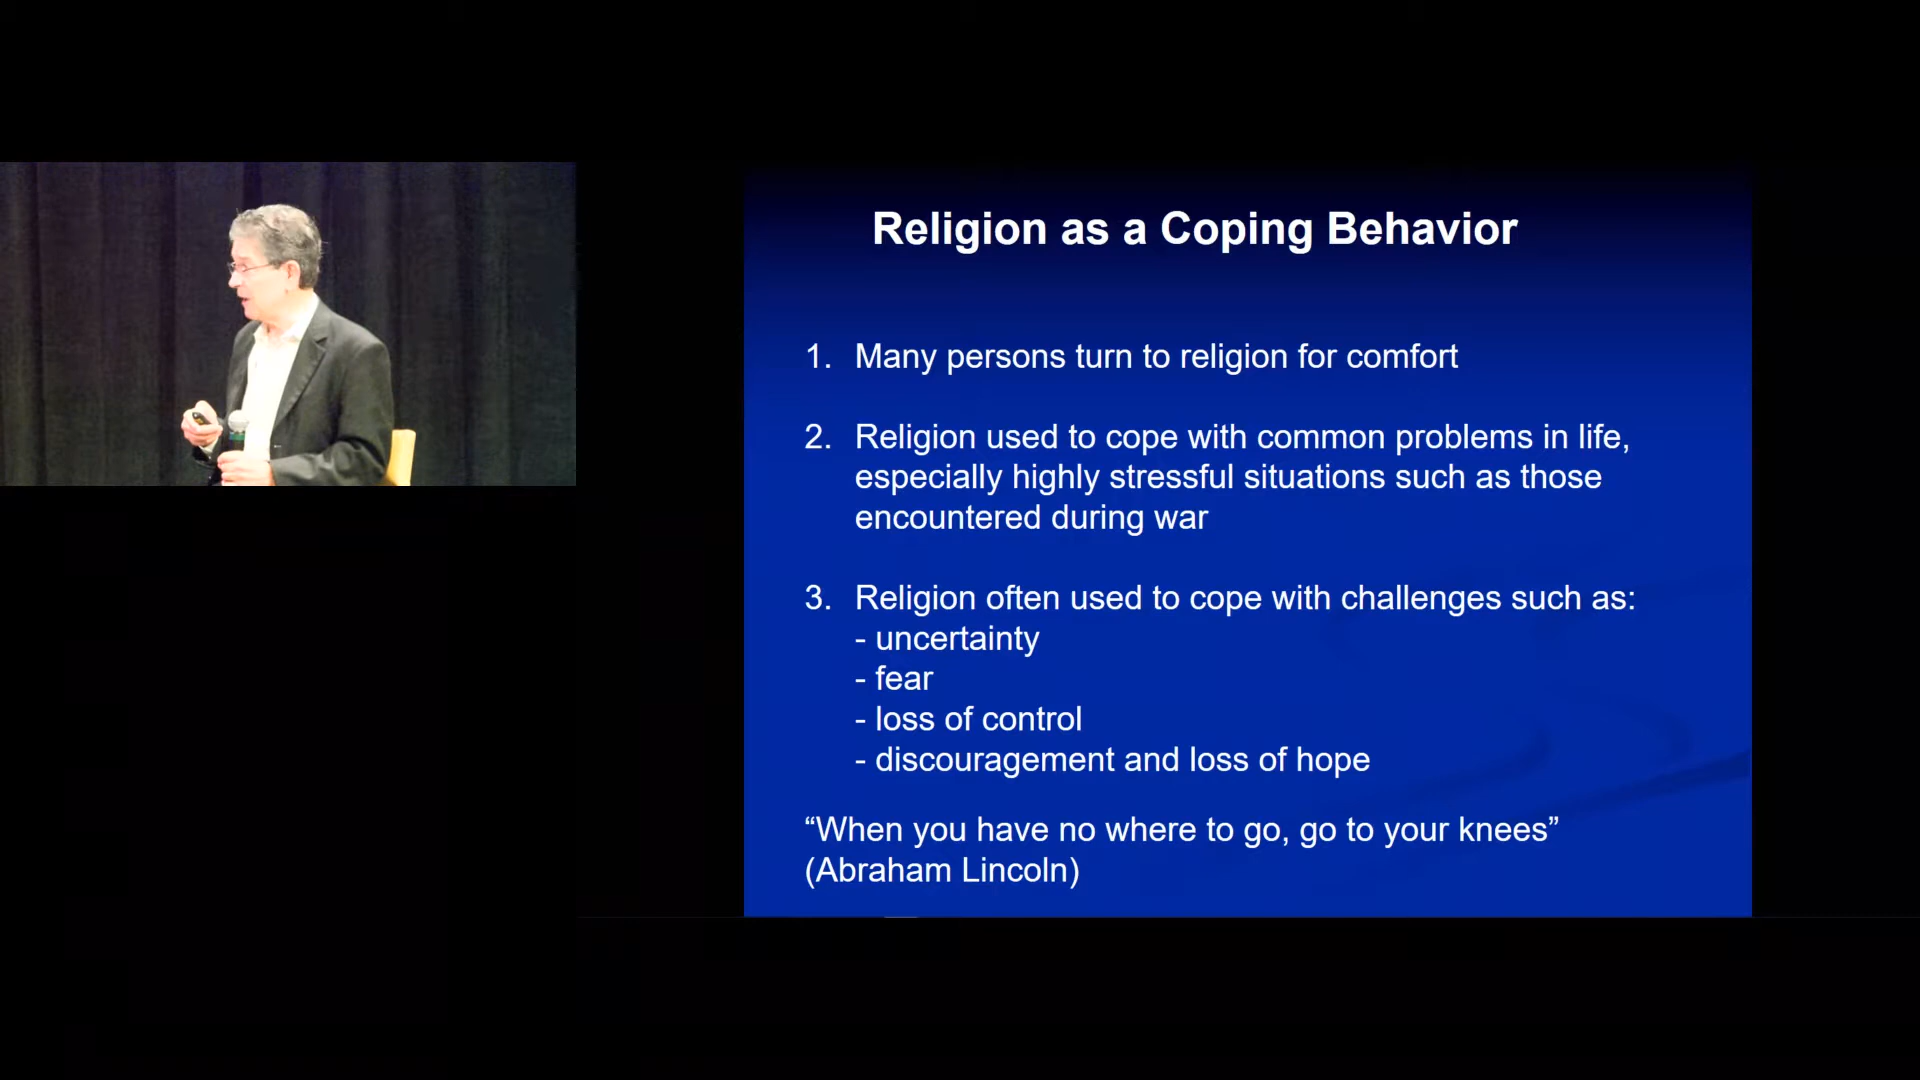 Religion as a Coping Behavior
1. Many persons turn to religion for comfort
2. Religion used to cope with common problems in life,
especially highly stressful situations such as those
encountered during war
3. Religion often used to cope with challenges such as:
- uncertainty
- fear
- loss of control
- discouragement and loss of hope
“When you have no where to go, go to your knees”
(Abraham Lincoln)